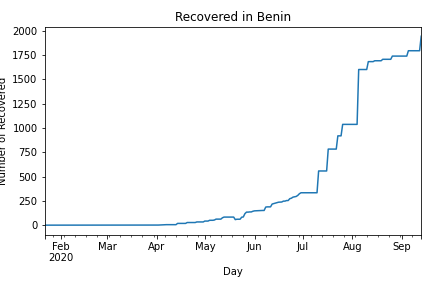 Recovered in Benin
Number of Recovered
2000
1750
1500
1250
1000
750
500
250
0
Feb
2020
Mar
Apr
May
Jun
Jul
Aug
Sep
Day